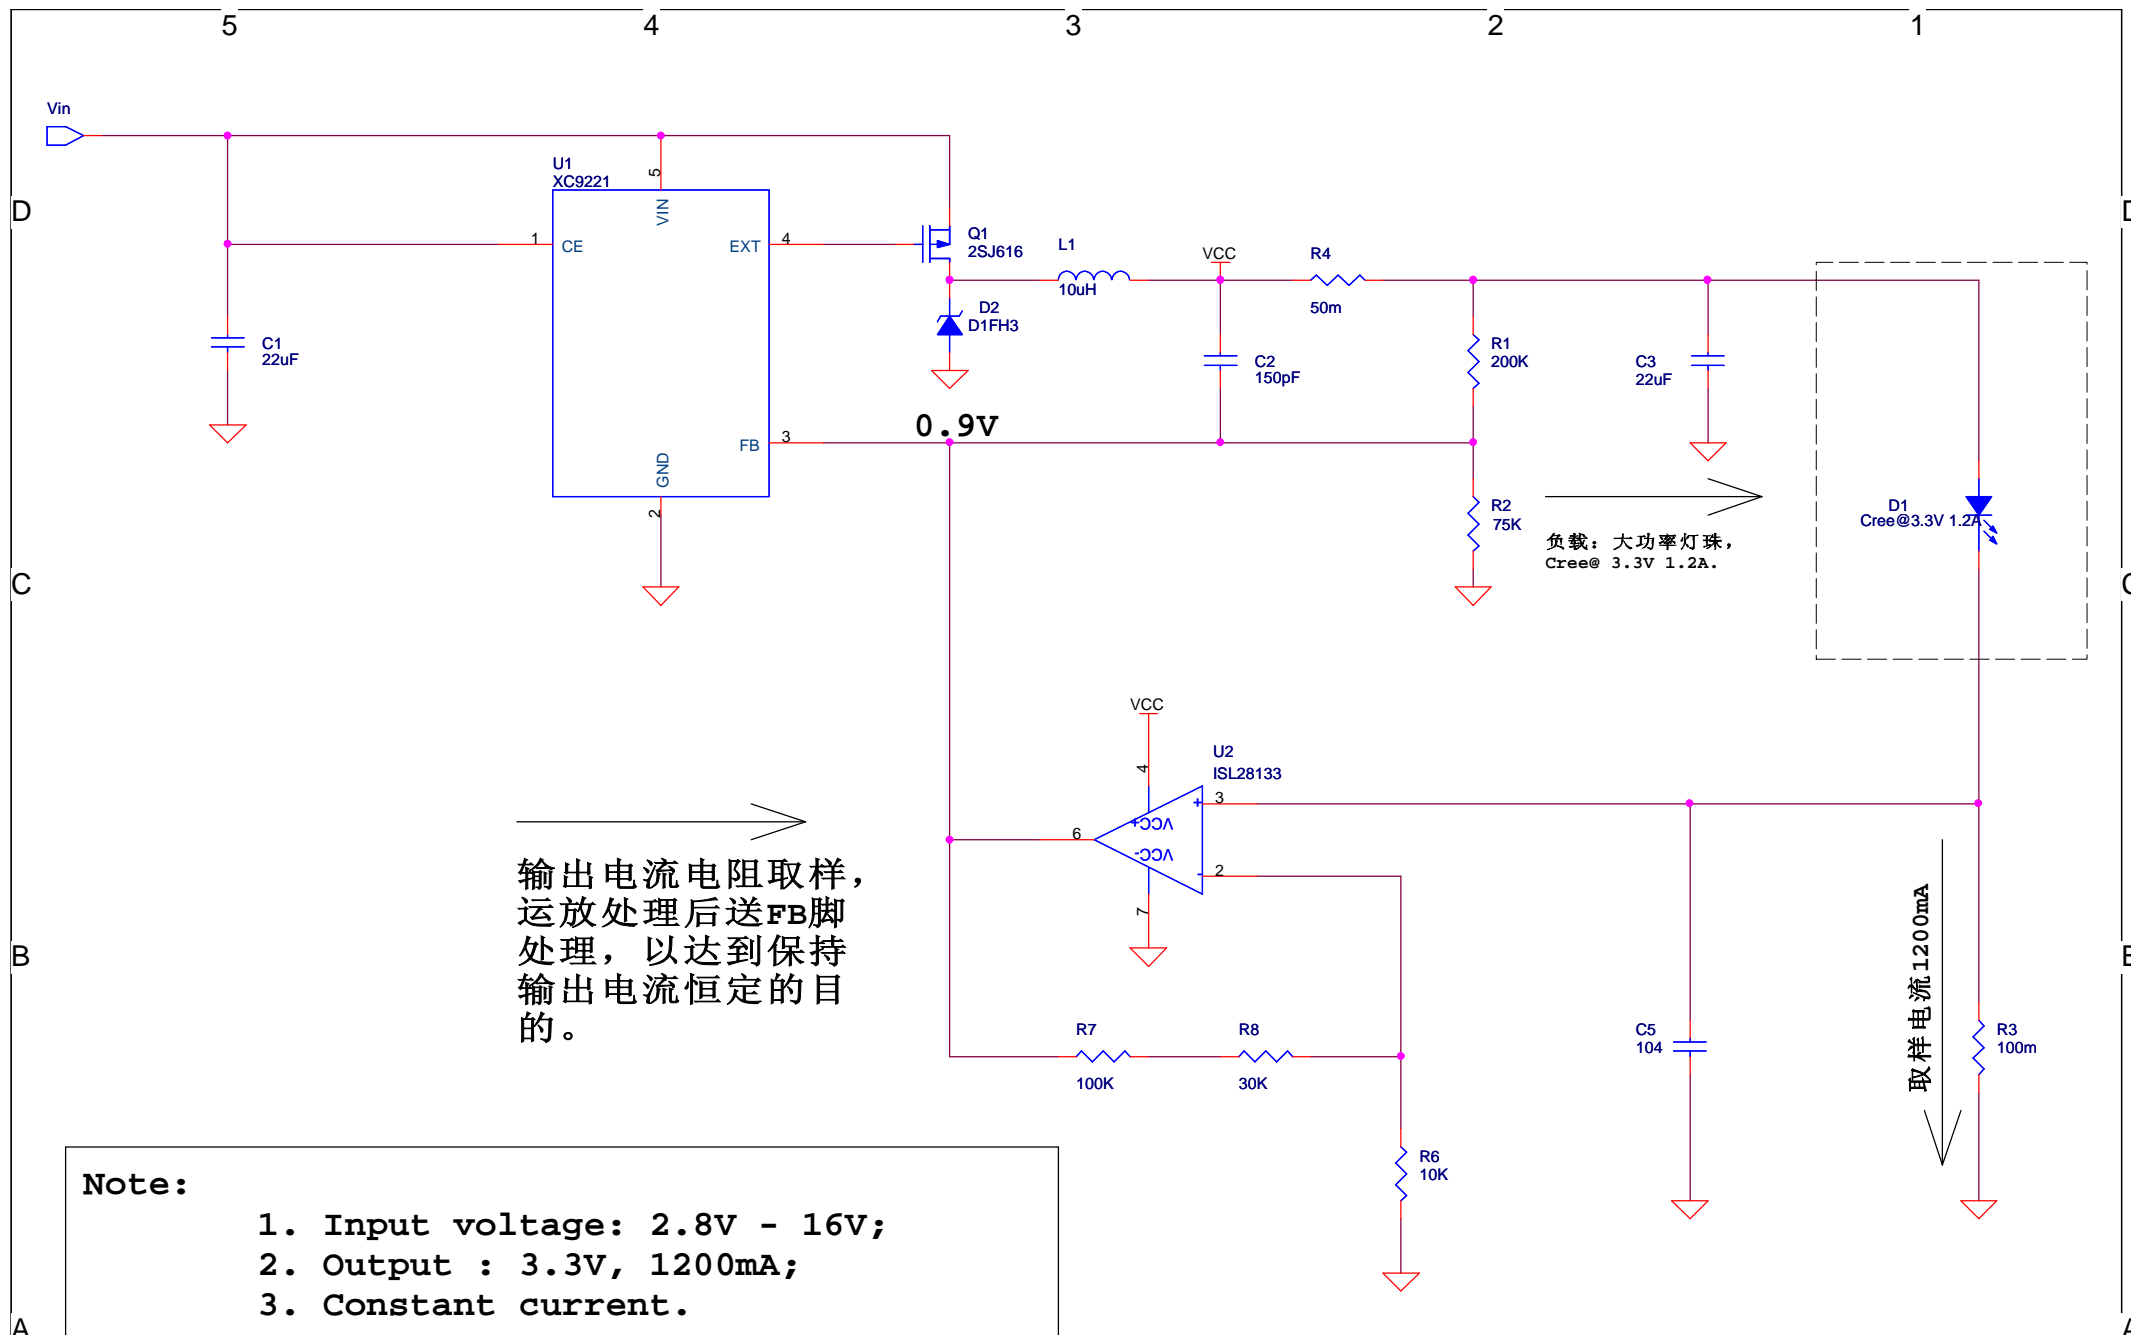 5 4 3 2 1
Vin
U1
XC9221
5
VIN
D
1 CE
EXT 4
Q1
2SJ616
L1
10uH
VCC
R4
50m
D2
D1FH3
C1
22uF
C2
150pF
R1
200K
C3
22uF
0.9V
FB 3
GND
2
R2
75K
D1
Cree@3.3V 1.2A
负载：大功率灯珠，
Cree@ 3.3V 1.2A.
C
VCC
4
U2
ISL28133
+ 3
VCC+
6
VCC-
- 2
7
输出电流电阻取样，
运放处理后送FB脚
处理，以达到保持
输出电流恒定的目
的。
B
取样电流1200mA
R7
100K
R8
30K
C5
104
R3
100m
R6
10K
Note:
1. Input voltage: 2.8V - 16V;
2. Output : 3.3V, 1200mA;
3. Constant current.
A